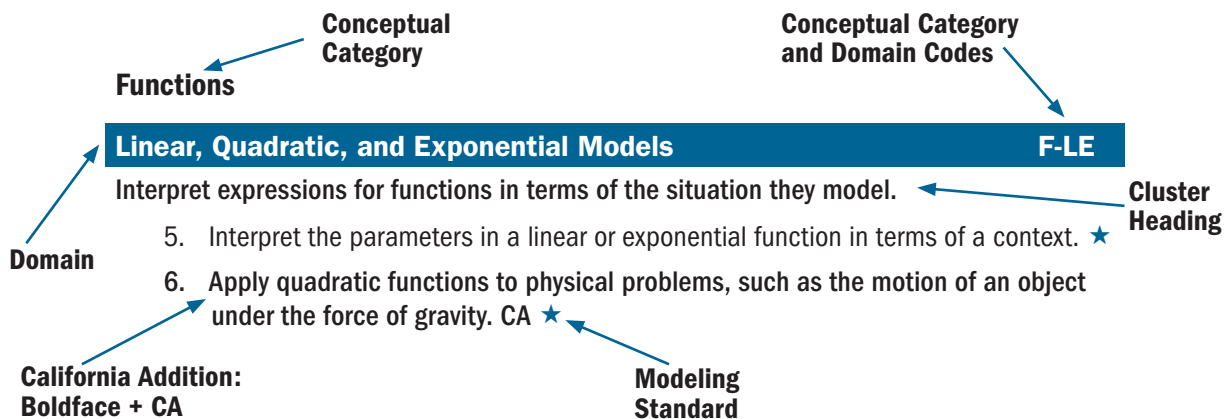 Conceptual
Category
Conceptual Category
and Domain Codes
Functions
Linear, Quadratic, and Exponential Models F-LE
Interpret expressions for functions in terms of the situation they model.
Cluster
Heading
5. Interpret the parameters in a linear or exponential function in terms of a context. ★
Domain
6. Apply quadratic functions to physical problems, such as the motion of an object
under the force of gravity. CA ★
California Addition:
Boldface + CA
Modeling
Standard